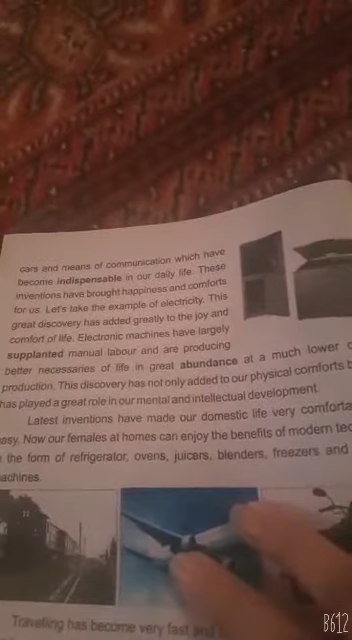 cars and means of communication which have
become indispensable in our daily life. These
inventions have brought happiness and comforts
for us. Let's take the example of electricity. This
great discovery has added greatly to the joy and
comfort of life. Electronic machines have largely
supplanted manual labour and are producing
better necessaries of life in great abundance at a much lower
production. This discovery has not only added to our physical comforts
has played a great role in our mental and intellectual development.
Latest inventions have made our domestic life very
easy. Now our females at homes can enjoy the benefits of modern
the form of refrigerator, ovens, juicers, blenders, freezers and
machines.
Travelling has become very fast and
B612